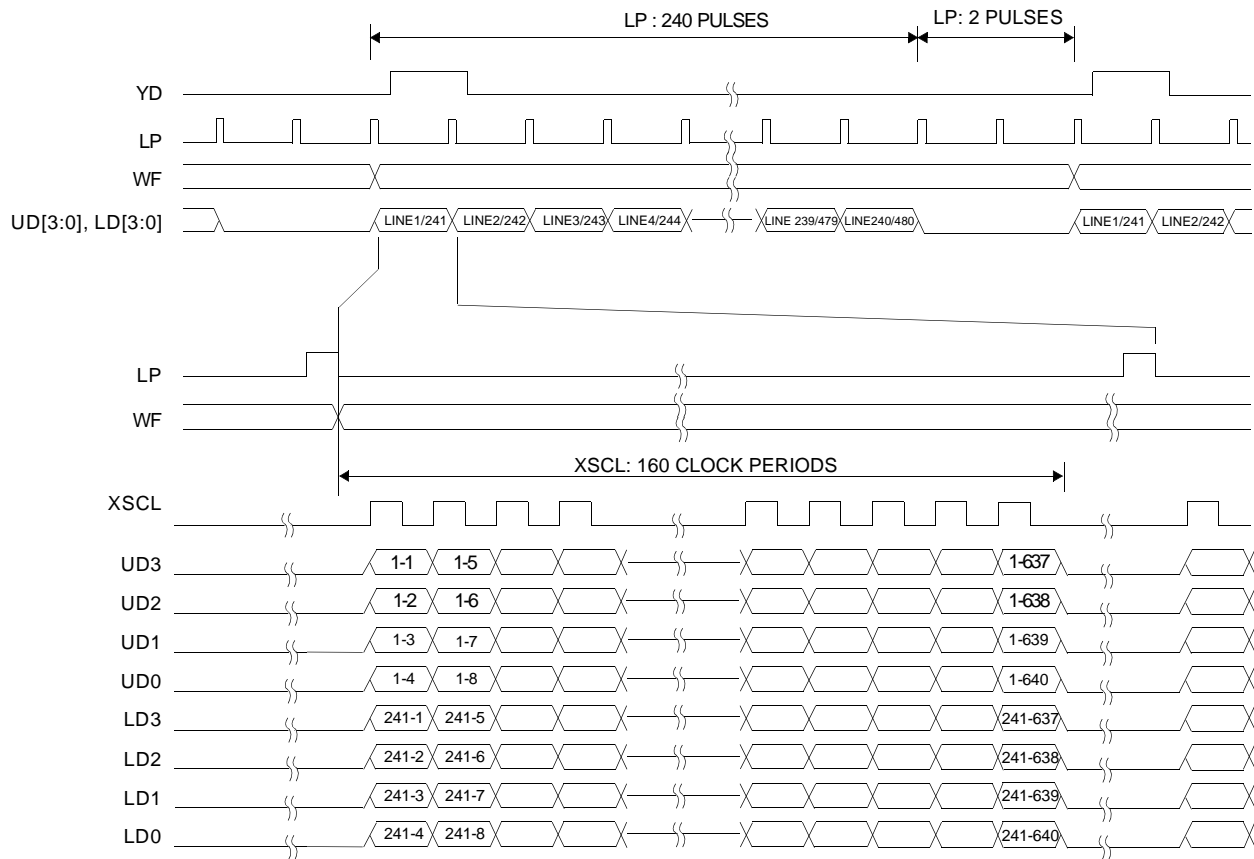 LP : 240 PULSES LP: 2 PULSES
YD
LP
WF
UD[3:0], LD[3:0] LINE1/241 LINE2/242 LINE3/243 LINE4/244 LINE 239/479 LINE240/480 LINE1/241 LINE2/242
LP
WF
XSCL: 160 CLOCK PERIODS
XSCL
UD3 1-1 1-5 1-637
UD2 1-2 1-6 1-638
UD1 1-3 1-7 1-639
UD0 1-4 1-8 1-640
LD3 241-1 241-5 241-637
LD2 241-2 241-6 241-638
LD1 241-3 241-7 241-639
LD0 241-4 241-8 241-640